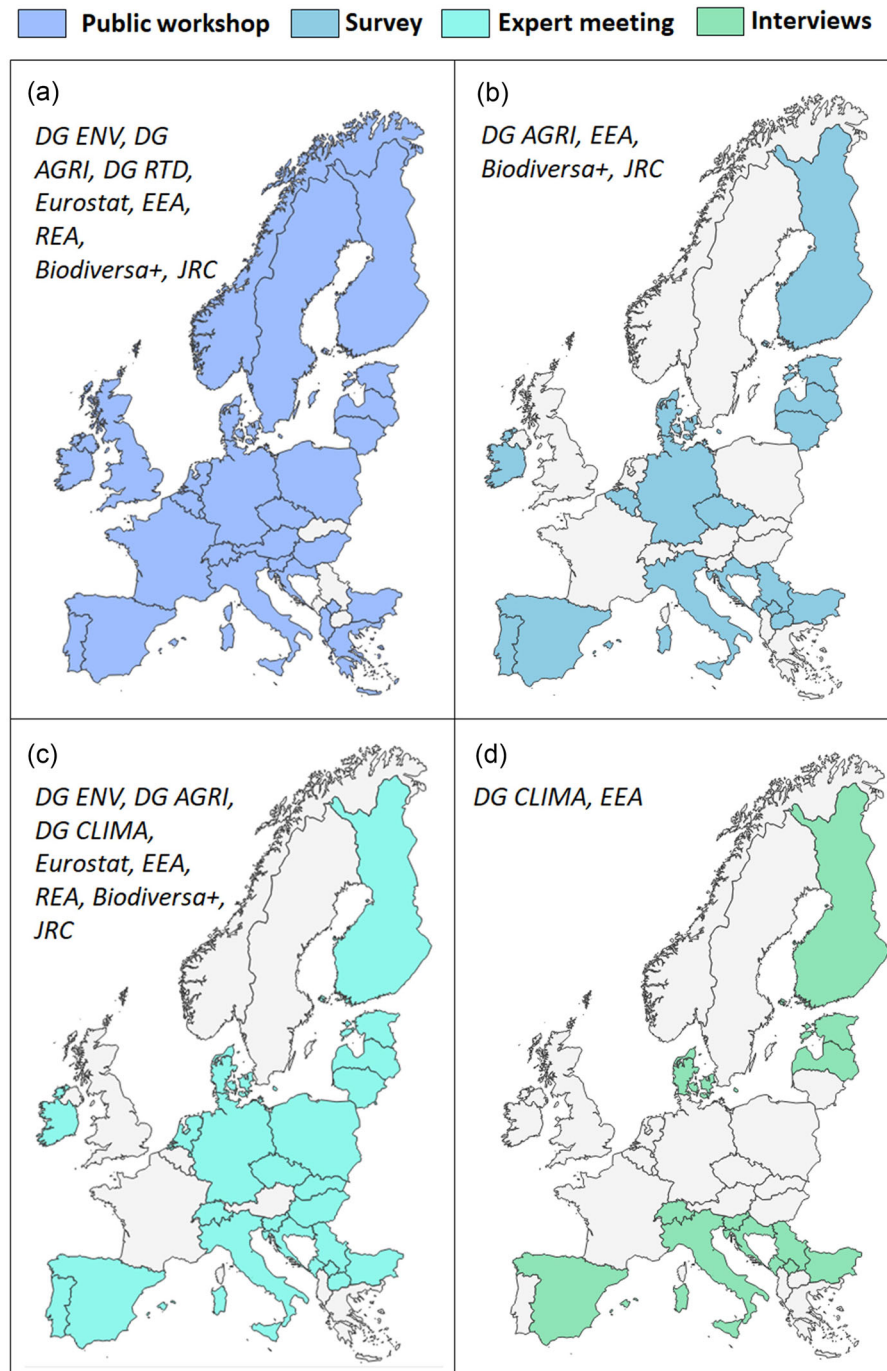 Public workshop Survey Expert meeting Interviews
(a)
DG ENV, DG
AGRI, DG RTD,
Eurostat, EEA,
REA,
Biodiversa+, JRC
(b)
DG AGRI, EEA,
Biodiversa+, JRC
(c)
DG ENV, DG AGRI,
DG CLIMA,
Eurostat, EEA,
REA, Biodiversa+,
JRC
(d)
DG CLIMA, EEA